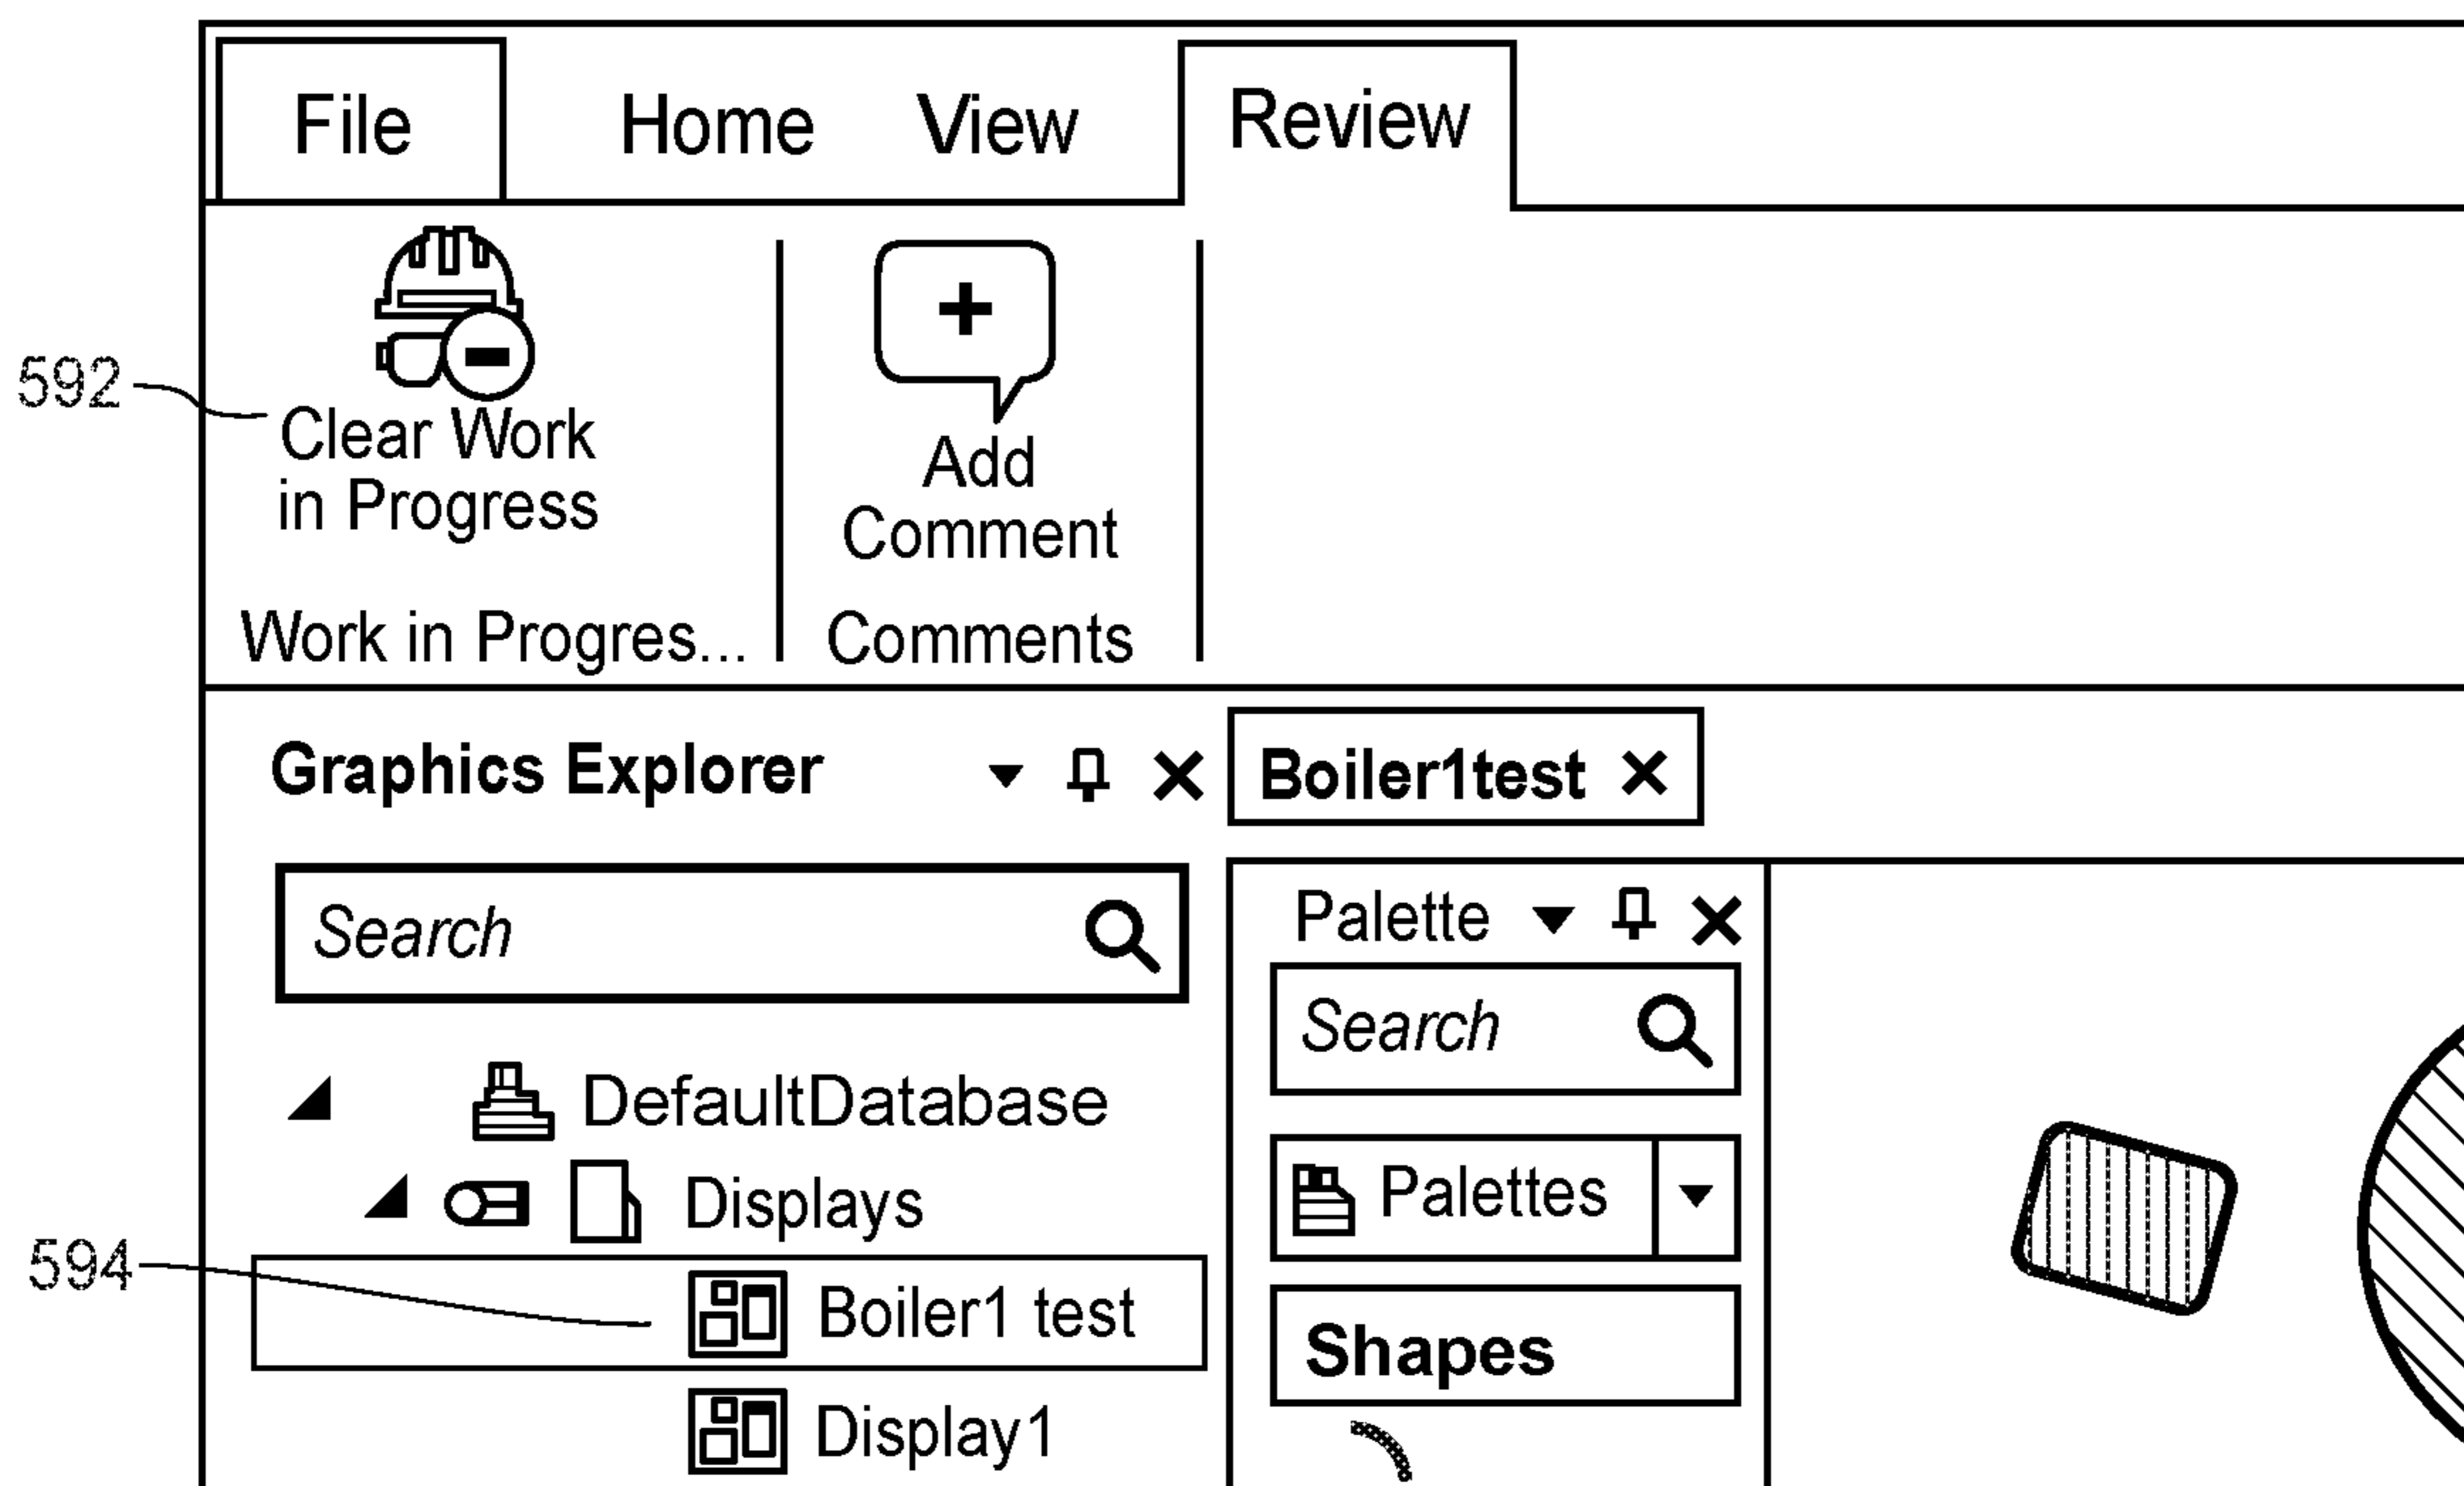 File Home View Review
592
Clear Work
in Progress
Add
Comment
Work in Progres...
Comments
Graphics Explorer
Boiler1test
Search
Palette
Search
DefaultDatabase
Palettes
Displays
594
Boiler1 test
Shapes
Display1